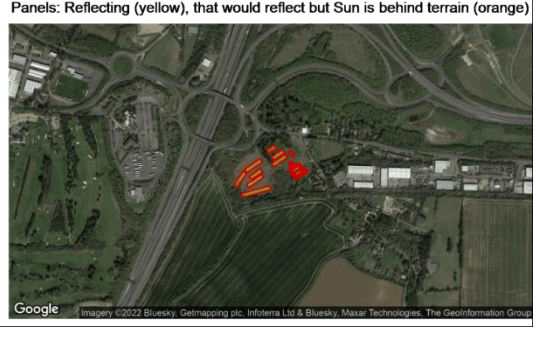 Panels: Reflecting (yellow), that would reflect but Sun is behind terrain (orange)
Google
Imagery ©2022 Bluesky, Getmapping plc, Infoterra Ltd & Bluesky, Maxar Technologies, The GeoInformation Group